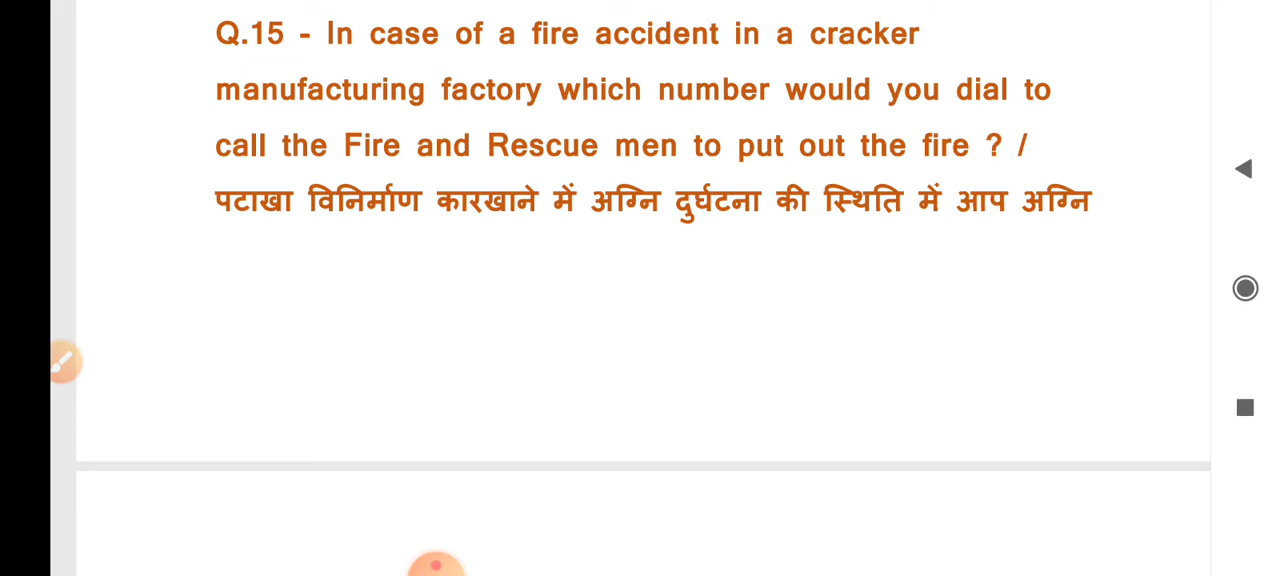 Q.15 - In case of a fire accident in a cracker
manufacturing factory which number would you dial to
call the Fire and Rescue men to put out the fire ? /
पटाखा विनिर्माण कारखाने में अग्नि दुर्घटना की स्थिति में आप अग्नि